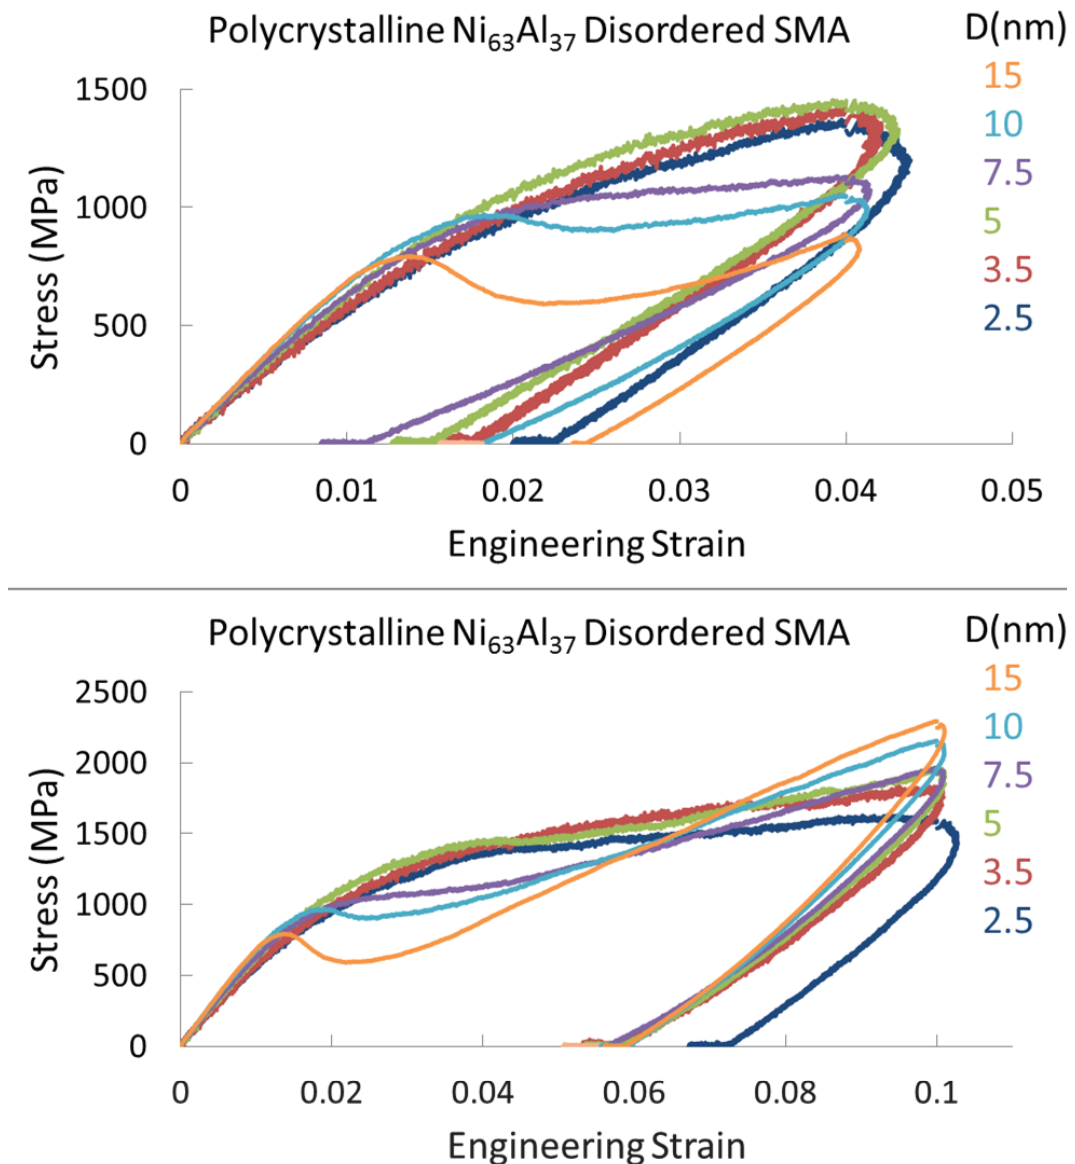 Polycrystalline Ni₆₃Al₃₇ Disordered SMA
D(nm)
15
10
7.5
5
3.5
2.5
Stress (MPa)
1500
1000
500
0
0 0.01 0.02 0.03 0.04 0.05
Engineering Strain
Polycrystalline Ni₆₃Al₃₇ Disordered SMA
D(nm)
15
10
7.5
5
3.5
2.5
Stress (MPa)
2500
2000
1500
1000
500
0
0 0.02 0.04 0.06 0.08 0.1
Engineering Strain